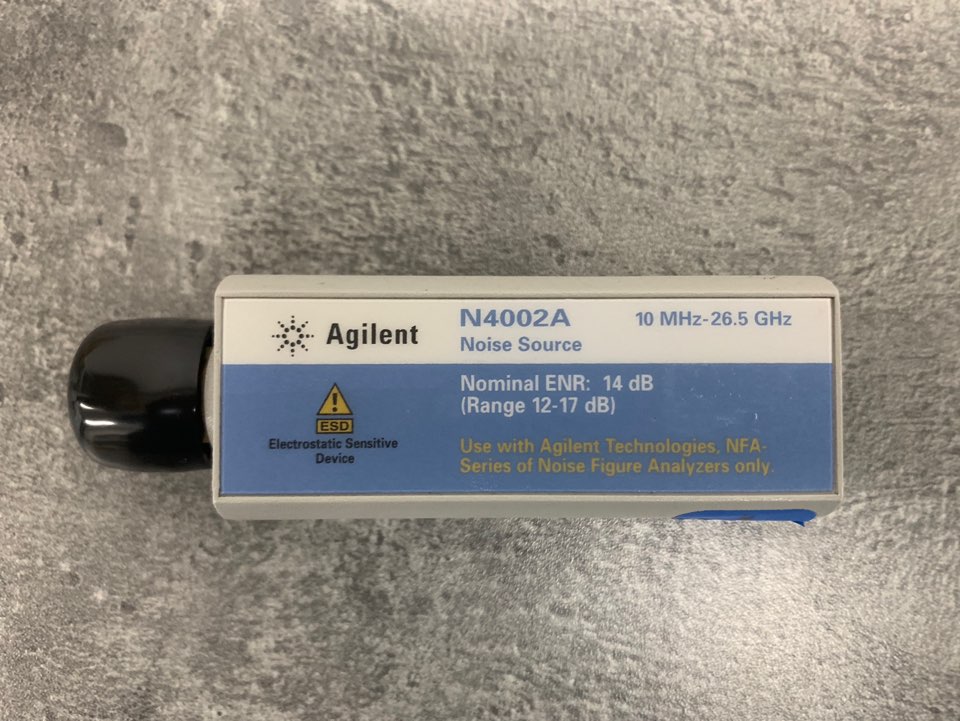 Agilent
N4002A
10 MHz-26.5 GHz
Noise Source
Nominal ENR: 14 dB
(Range 12-17 dB)
ESD
Electrostatic Sensitive
Device
Use with Agilent Technologies, NFA-
Series of Noise Figure Analyzers only.